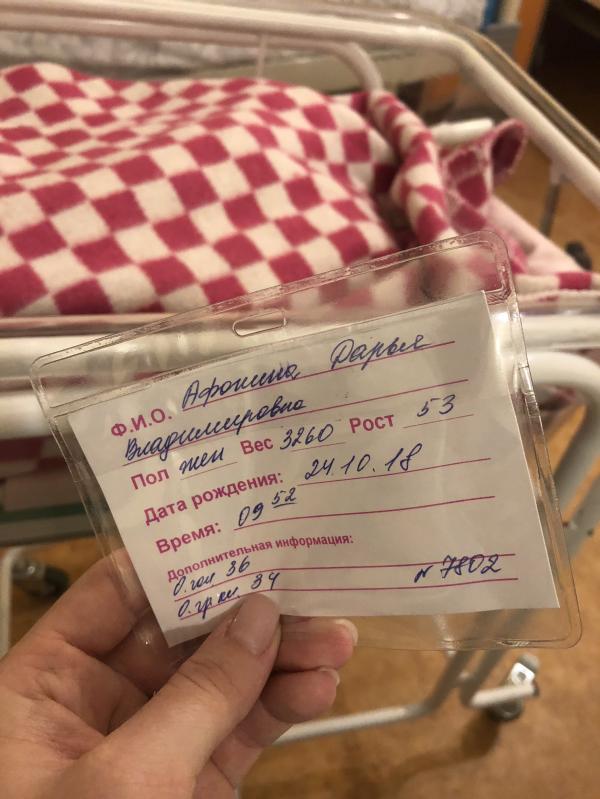 Ф.И.О. Афонина Дарья
Владимировна
Пол жен Вес 3260 Рост 53
Дата рождения: 24.10.18
Время: 09 52
Дополнительная информация:
О.гол 36
О.гр.кл. 34 № 7802